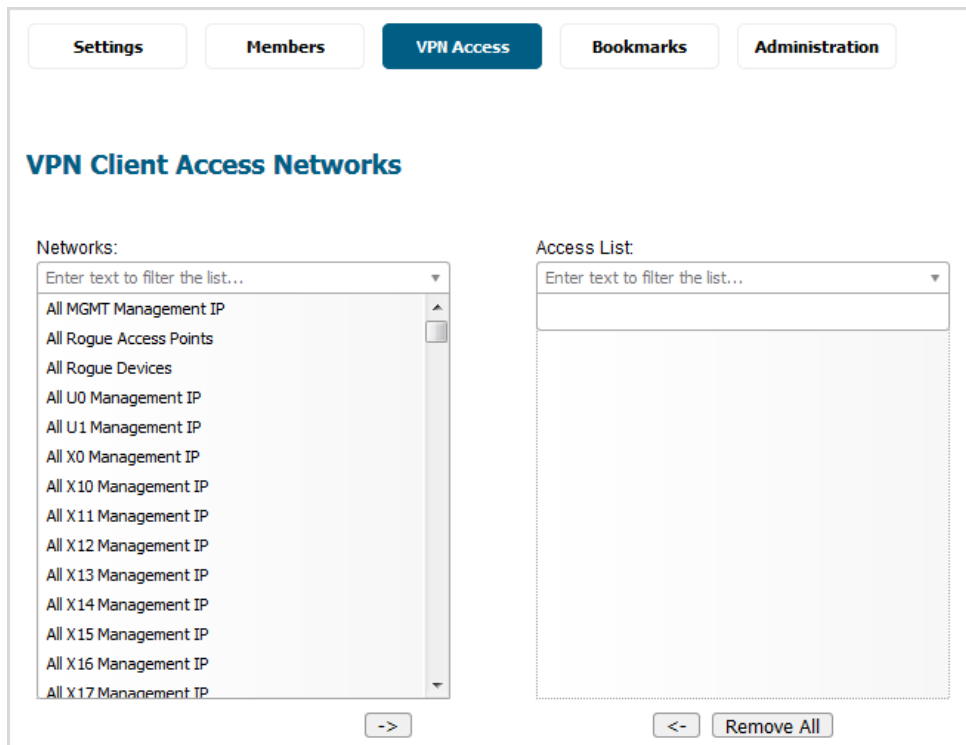 Settings Members VPN Access Bookmarks Administration
VPN Client Access Networks
Networks:
Enter text to filter the list...
All MGMT Management IP
All Rogue Access Points
All Rogue Devices
All U0 Management IP
All U1 Management IP
All X0 Management IP
All X10 Management IP
All X11 Management IP
All X12 Management IP
All X13 Management IP
All X14 Management IP
All X15 Management IP
All X16 Management IP
All X17 Management IP
->
Access List:
Enter text to filter the list...
<- Remove All